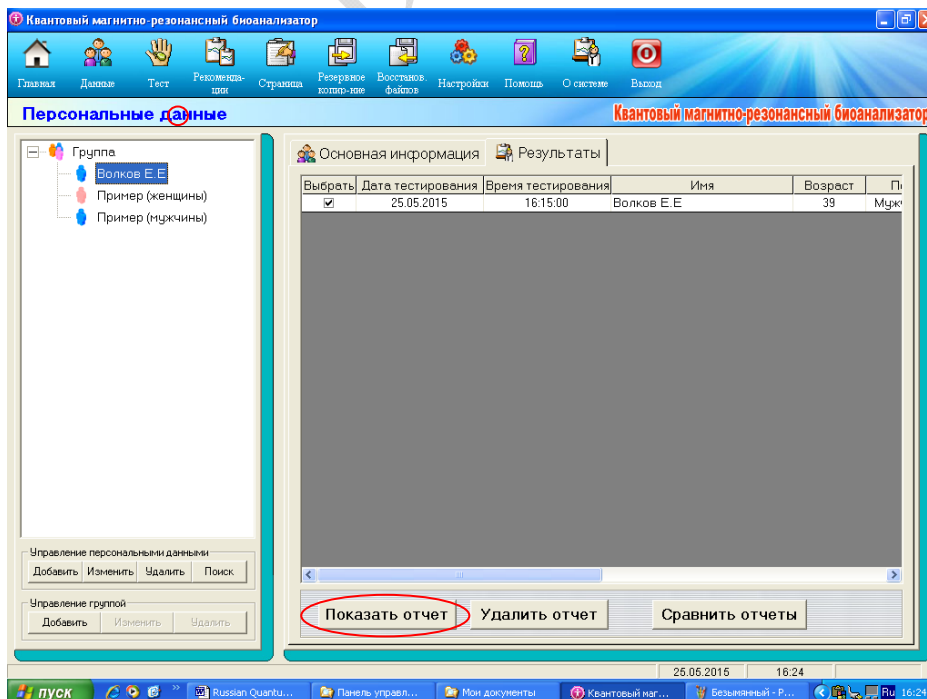 Квантовый магнитно-резонансный биоанализатор
Главная Данные Тест Рекоменда-ции Страница Резервное копир-ние Восстанов. файлов Настройки Помощь О системе Выход
Персональные данные
Квантовый магнитно-резонансный биоанализатор
Группа
Волков Е.Е
Пример (женщины)
Пример (мужчины)
Основная информация Результаты
Выбрать Дата тестирования Время тестирования Имя Возраст
25.05.2015 16:15:00 Волков Е.Е 39
Управление персональными данными
Добавить Изменить Удалить Поиск
Управление группой
Добавить Изменить Удалить
Показать отчет Удалить отчет Сравнить отчеты
25.05.2015 16:24
пуск Russian Quantu... Панель управл... Мои документы Квантовый маг... Безымянный - Р... Ru 16:24